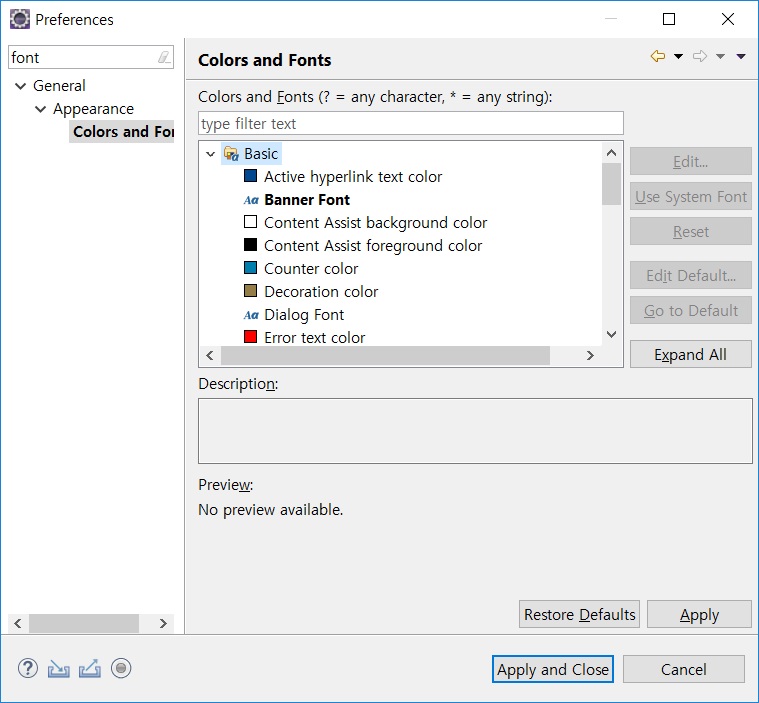 Preferences
font
General
Appearance
Colors and For
Colors and Fonts
Colors and Fonts (? = any character, * = any string):
type filter text
Basic
Active hyperlink text color
Aa Banner Font
Content Assist background color
Content Assist foreground color
Counter color
Decoration color
Aa Dialog Font
Error text color
Edit...
Use System Font
Reset
Edit Default...
Go to Default
Expand All
Description:
Preview:
No preview available.
Restore Defaults
Apply
Apply and Close
Cancel